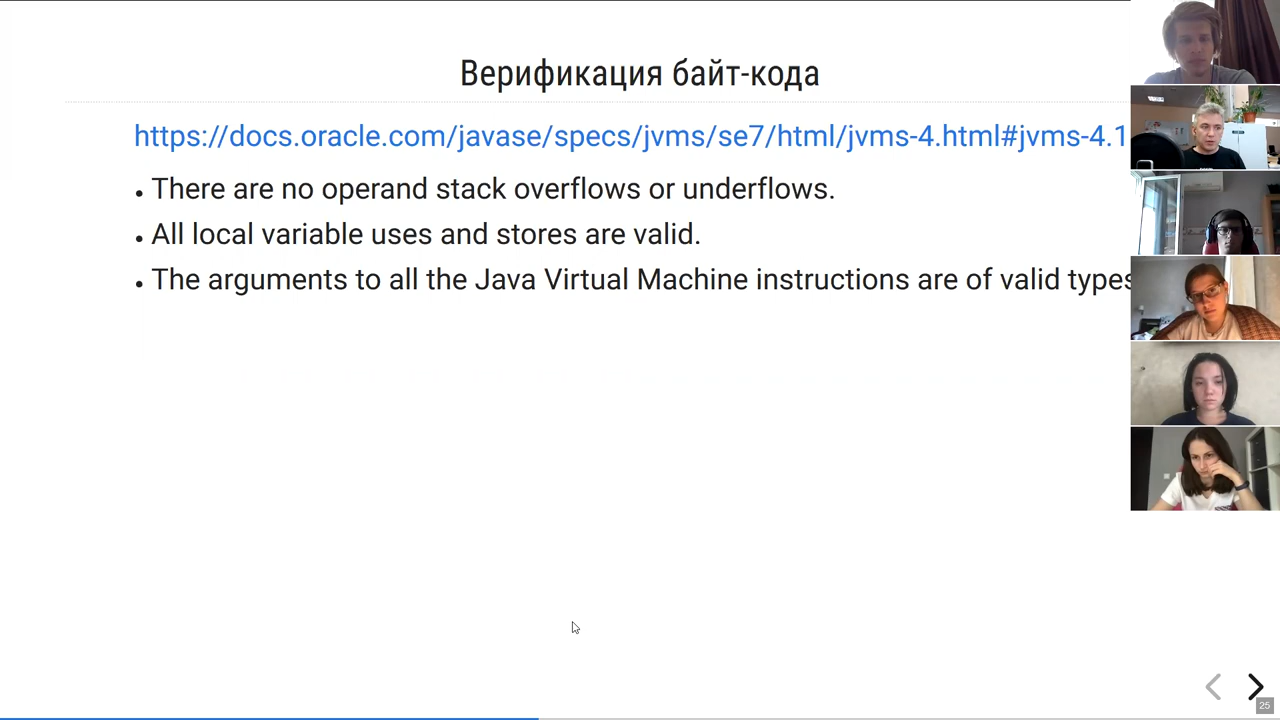 Верификация байт-кода
https://docs.oracle.com/javase/specs/jvms/se7/html/jvms-4.html#jvms-4.1
• There are no operand stack overflows or underflows.
• All local variable uses and stores are valid.
• The arguments to all the Java Virtual Machine instructions are of valid types
25